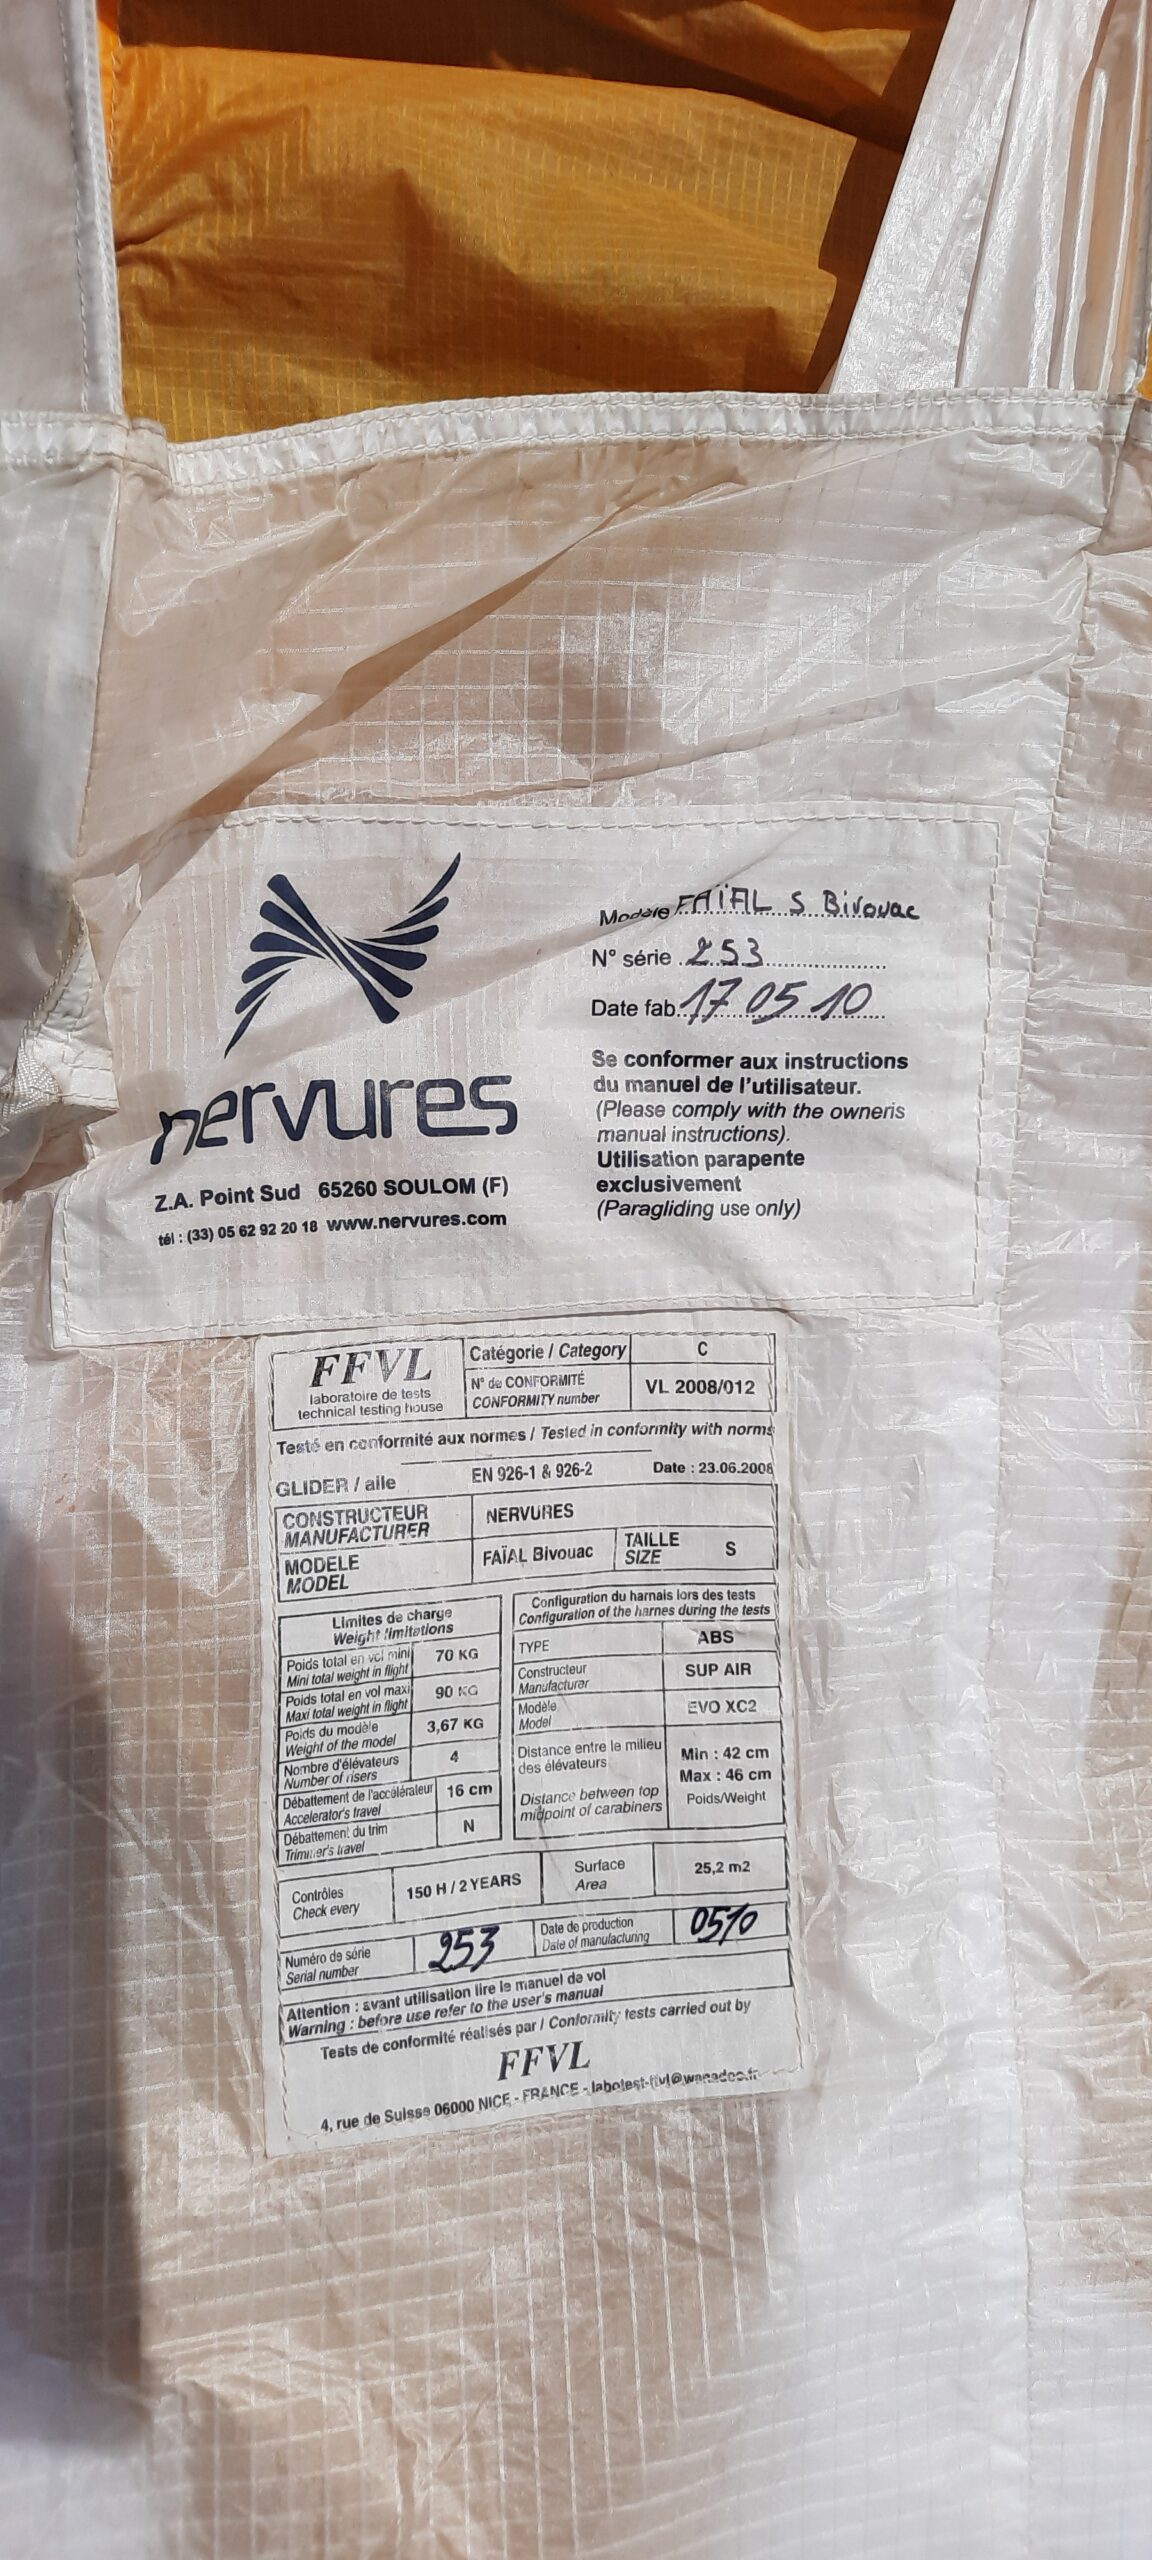 Modèle FAÏAL S Bivouac
N° série 253
Date fab. 17 05 10
nervures
Z.A. Point Sud 65260 SOULOM (F)
tél : (33) 05 62 92 20 18 www.nervures.com
Se conformer aux instructions
du manuel de l'utilisateur.
(Please comply with the owneris
manual instructions).
Utilisation parapente
exclusivement
(Paragliding use only)
FFVL
laboratoire de tests
technical testing house
Catégorie / Category C
N° de CONFORMITÉ
CONFORMITY number
VL 2008/012
Testé en conformité aux normes / Tested in conformity with norms
GLIDER / aile EN 926-1 & 926-2 Date : 23.06.2008
CONSTRUCTEUR
MANUFACTURER
NERVURES
MODELE
MODEL
FAÏAL Bivouac
TAILLE
SIZE
S
Limites de charge
Weight limitations
Poids total en vol mini
Mini total weight in flight
70 KG
Poids total en vol maxi
Maxi total weight in flight
90 KG
Poids du modèle
Weight of the model
3,67 KG
Nombre d'élévateurs
Number of risers
4
Débattement de l'accélérateur
Accelerator's travel
16 cm
Débattement du trim
Trimmer's travel
N
Configuration du harnais lors des tests
Configuration of the harnes during the tests
TYPE ABS
Constructeur
Manufacturer
SUP AIR
Modèle
Model
EVO XC2
Distance entre le milieu
des élévateurs
Distance between top
midpoint of carabiners
Min : 42 cm
Max : 46 cm
Poids/Weight
Contrôles
Check every
150 H / 2 YEARS
Surface
Area
25,2 m2
Numéro de série
Serial number
253
Date de production
Date of manufacturing
0510
Attention : avant utilisation lire le manuel de vol
Warning : before use refer to the user's manual
Tests de conformité réalisés par / Conformity tests carried out by
FFVL
4, rue de Suisse 06000 NICE - FRANCE - labotest-ffvl@wanadoo.fr